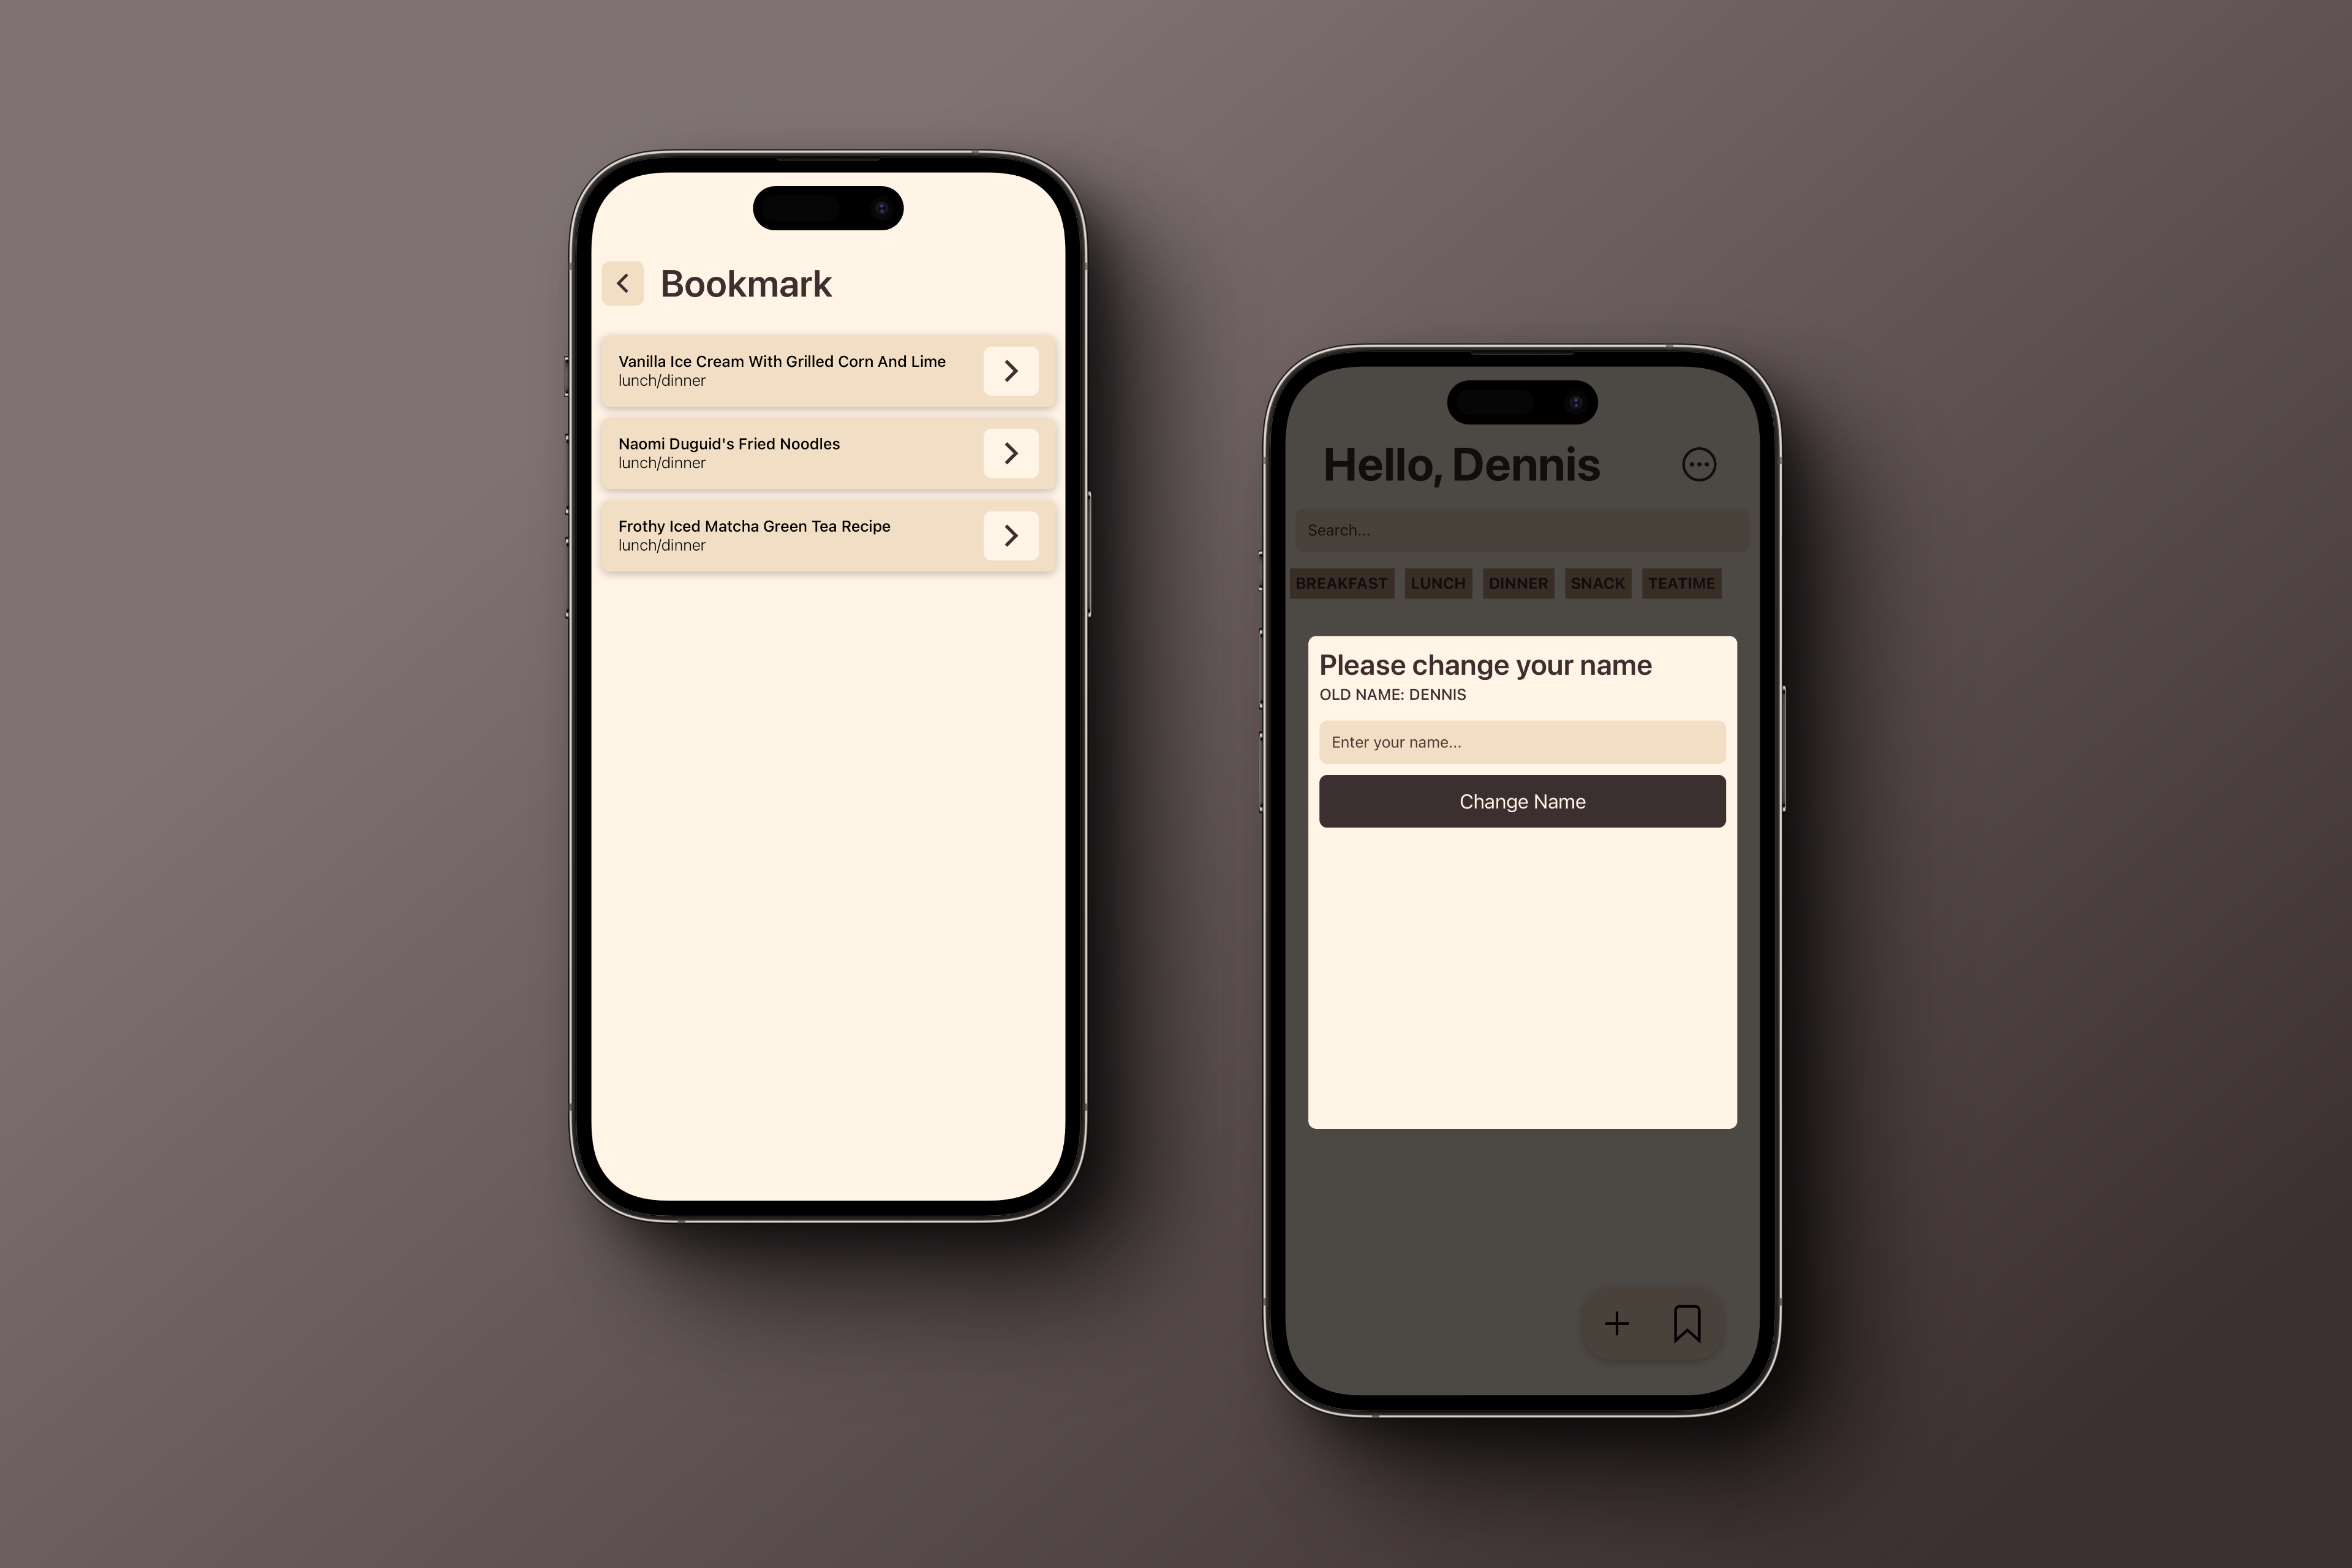 Bookmark
Vanilla Ice Cream With Grilled Corn And Lime
lunch/dinner
Naomi Duguid's Fried Noodles
lunch/dinner
Frothy Iced Matcha Green Tea Recipe
lunch/dinner
Hello, Dennis
Search...
BREAKFAST LUNCH DINNER SNACK TEATIME
Please change your name
OLD NAME: DENNIS
Enter your name...
Change Name